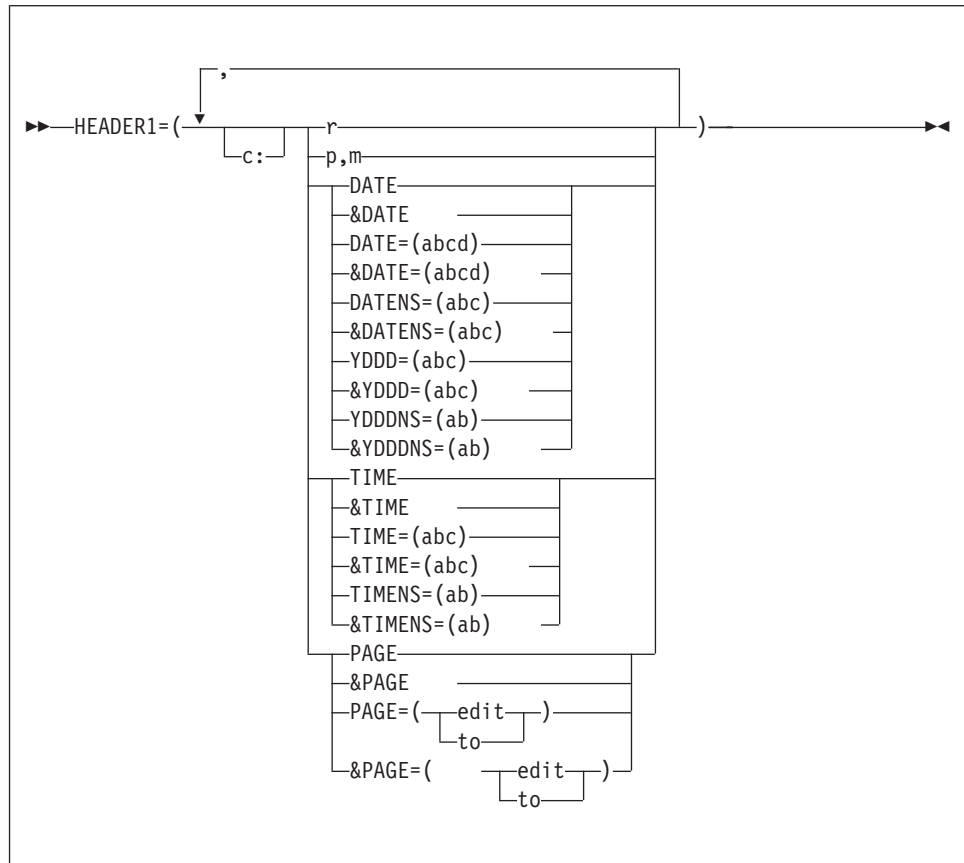 ,
HEADER1=( r )
c: p,m
DATE
&DATE
DATE=(abcd)
&DATE=(abcd)
DATENS=(abc)
&DATENS=(abc)
YDDD=(abc)
&YDDD=(abc)
YDDDNS=(ab)
&YDDDNS=(ab)
TIME
&TIME
TIME=(abc)
&TIME=(abc)
TIMENS=(ab)
&TIMENS=(ab)
PAGE
&PAGE
PAGE=( edit )
to
&PAGE=( edit )
to